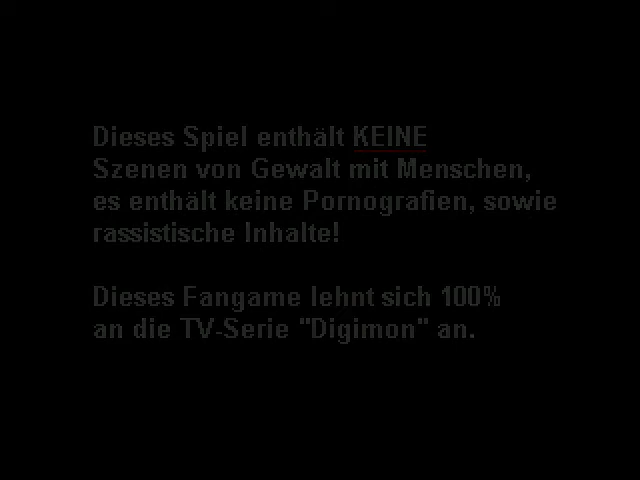 Dieses Spiel enthält KEINE
Szenen von Gewalt mit Menschen,
es enthält keine Pornografien, sowie
rassistische Inhalte!
Dieses Fangame lehnt sich 100%
an die TV-Serie "Digimon" an.